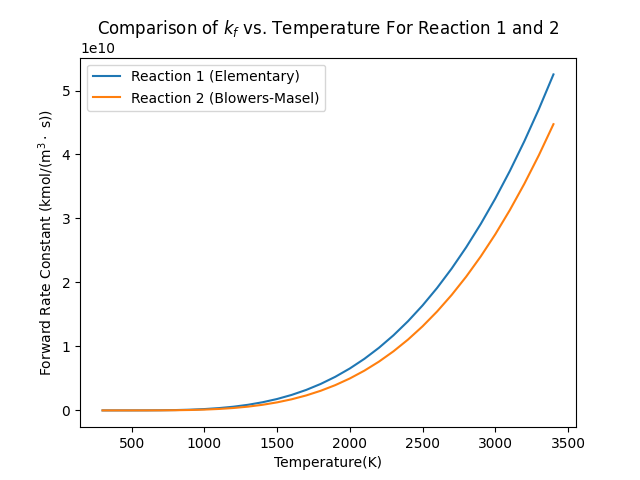 Comparison of $k_f$ vs. Temperature For Reaction 1 and 2
1e10
Reaction 1 (Elementary)
Reaction 2 (Blowers-Masel)
5
4
3
2
1
0
Forward Rate Constant (kmol/(m³ · s))
500 1000 1500 2000 2500 3000 3500
Temperature(K)